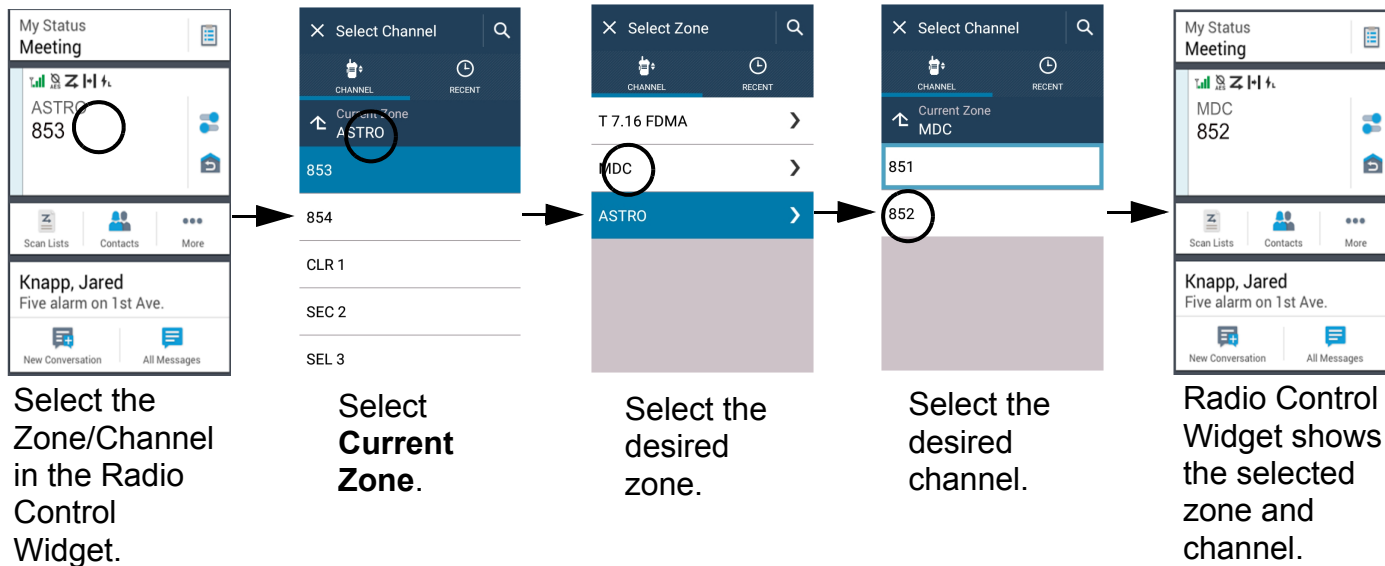 My Status
Meeting
ASTRO
853
Scan Lists
Contacts
More
Knapp, Jared
Five alarm on 1st Ave.
New Conversation
All Messages
Select the
Zone/Channel
in the Radio
Control
Widget.
Select Channel
CHANNEL
RECENT
Current Zone
ASTRO
853
854
CLR 1
SEC 2
SEL 3
Select
Current
Zone.
Select Zone
CHANNEL
RECENT
T 7.16 FDMA
MDC
ASTRO
Select the
desired
zone.
Select Channel
CHANNEL
RECENT
Current Zone
MDC
851
852
Select the
desired
channel.
My Status
Meeting
MDC
852
Scan Lists
Contacts
More
Knapp, Jared
Five alarm on 1st Ave.
New Conversation
All Messages
Radio Control
Widget shows
the selected
zone and
channel.